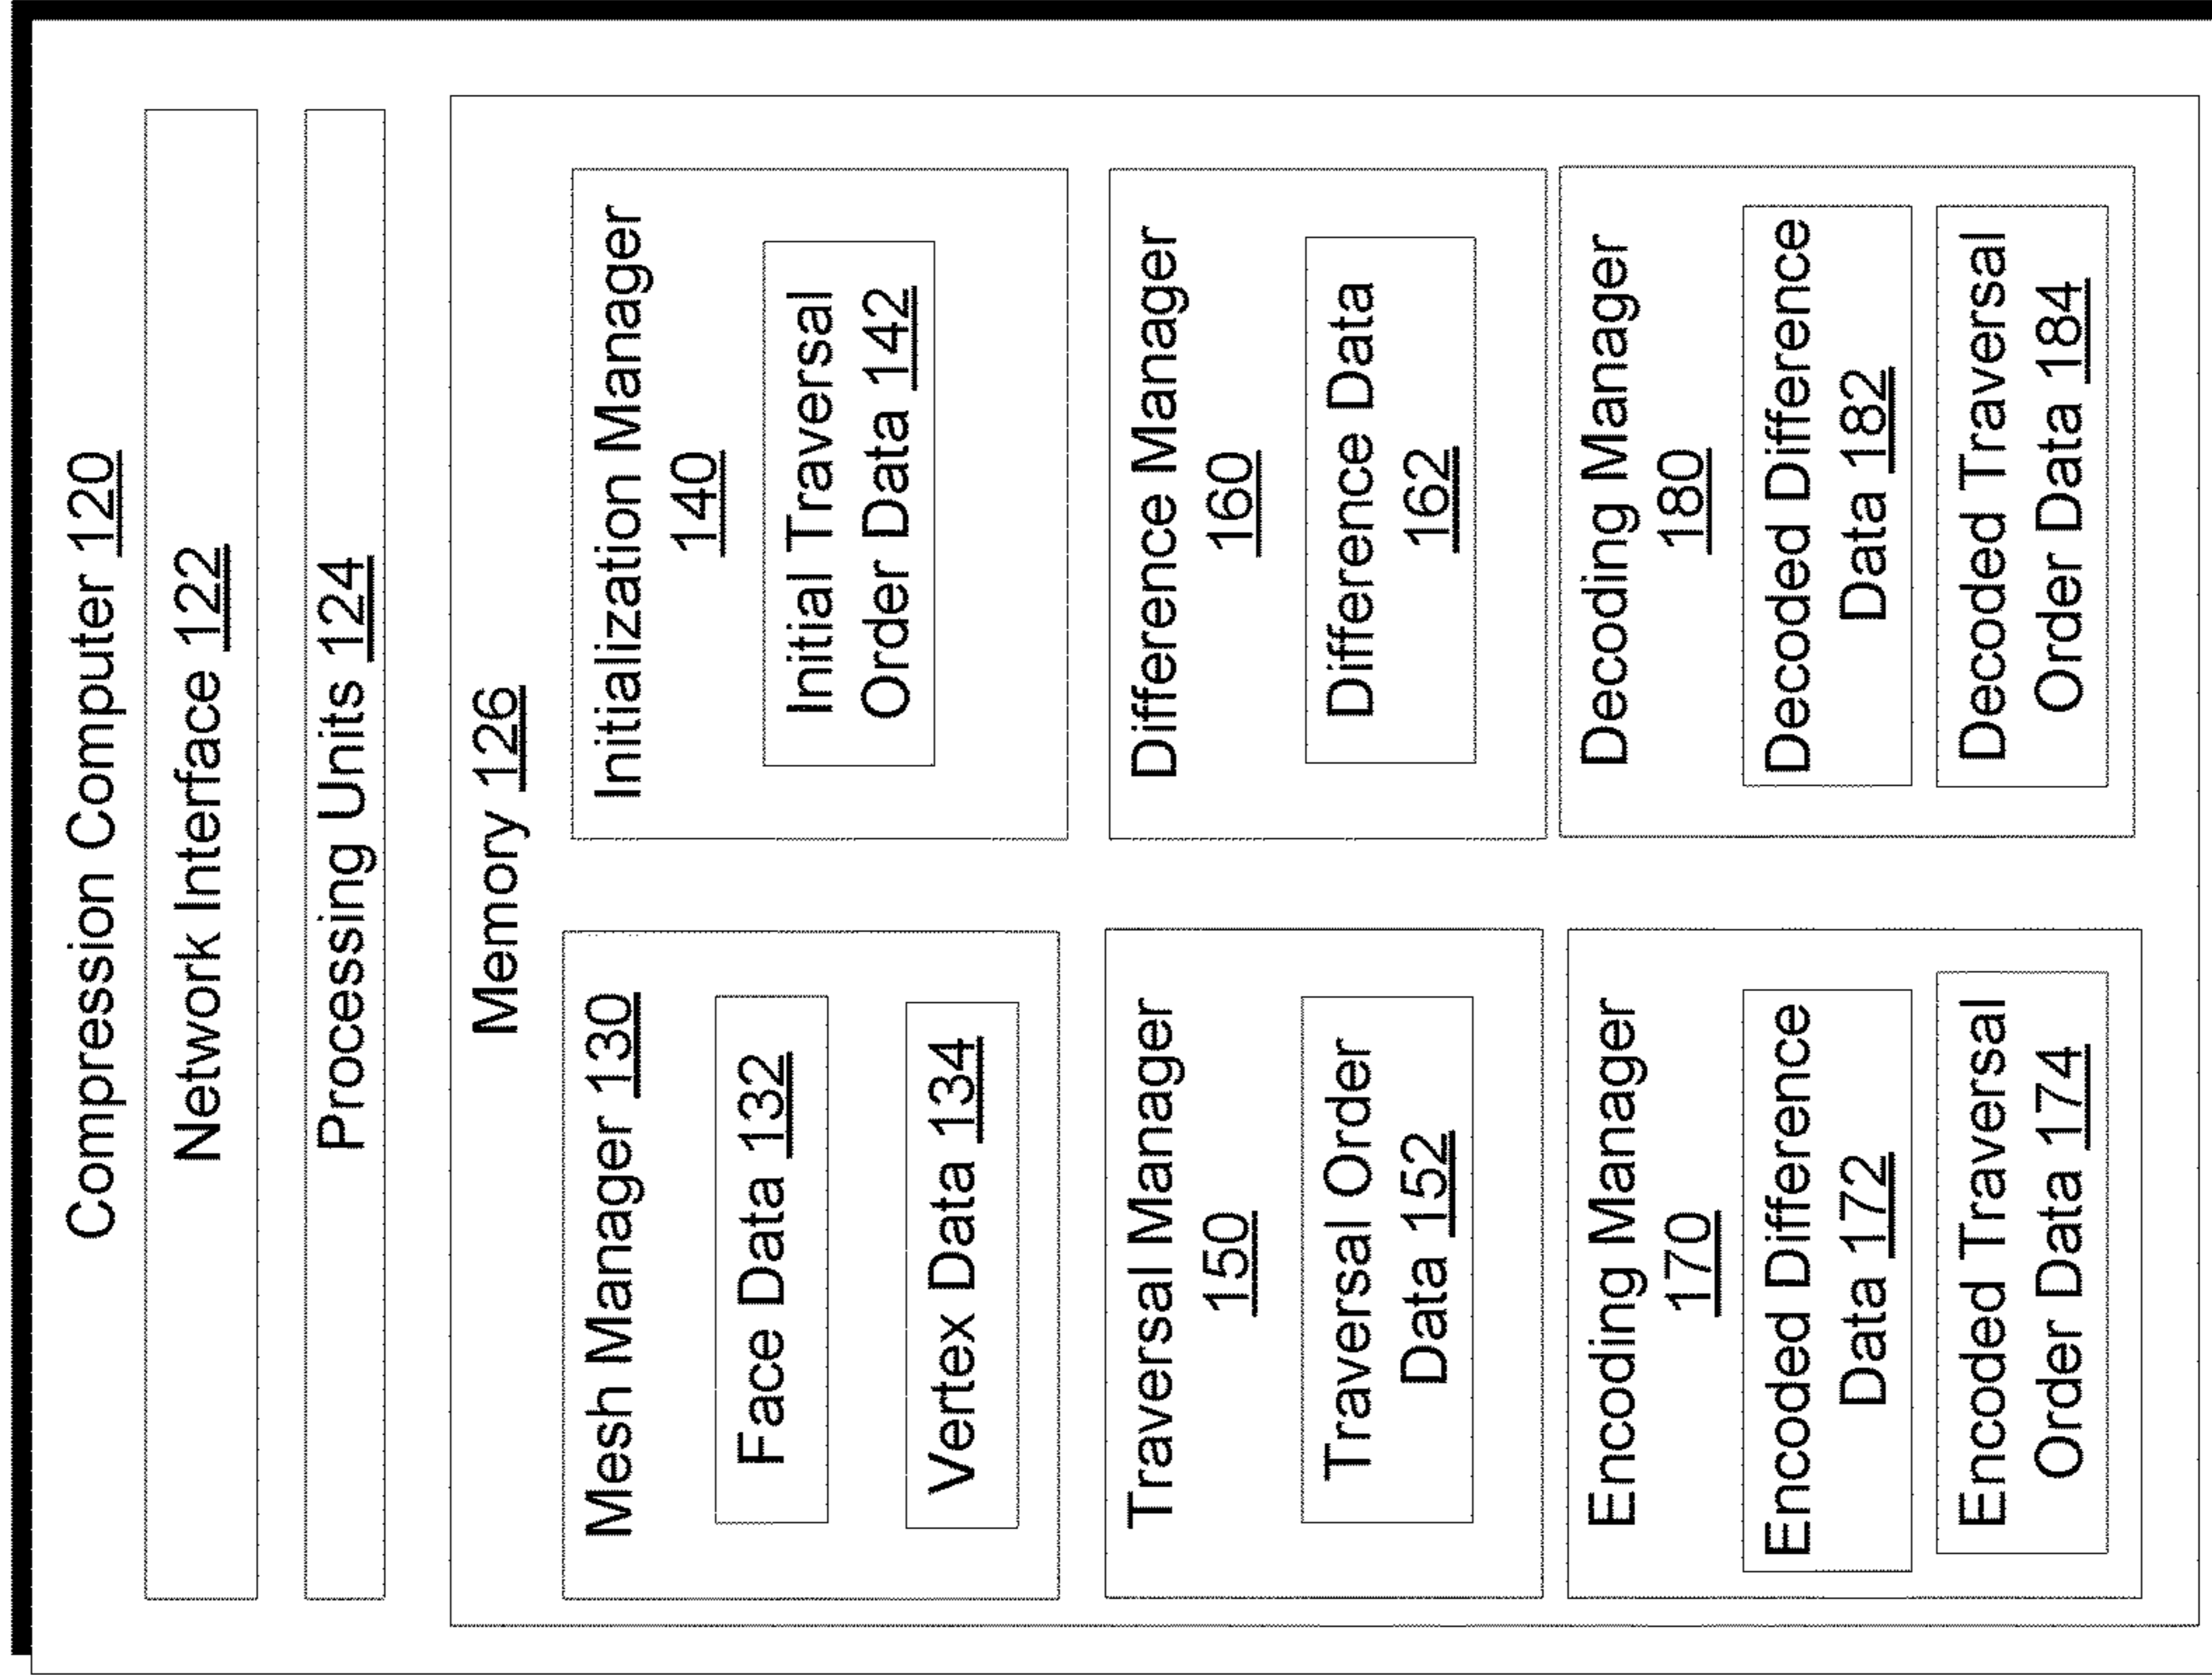 Compression Computer 120
Network Interface 122
Processing Units 124
Memory 126
Mesh Manager 130
Face Data 132
Vertex Data 134
Initialization Manager
140
Initial Traversal
Order Data 142
Traversal Manager
150
Traversal Order
Data 152
Difference Manager
160
Difference Data
162
Encoding Manager
170
Encoded Difference
Data 172
Encoded Traversal
Order Data 174
Decoding Manager
180
Decoded Difference
Data 182
Decoded Traversal
Order Data 184